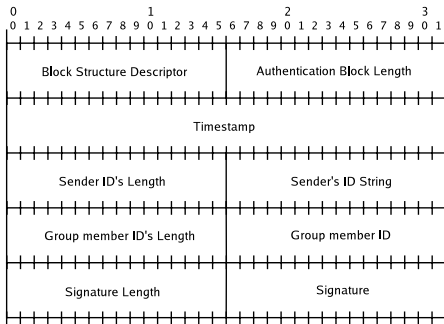 0 1 2 3
0 1 2 3 4 5 6 7 8 9 0 1 2 3 4 5 6 7 8 9 0 1 2 3 4 5 6 7 8 9 0 1
Block Structure Descriptor Authentication Block Length
Timestamp
Sender ID's Length Sender's ID String
Group member ID's Length Group member ID
Signature Length Signature